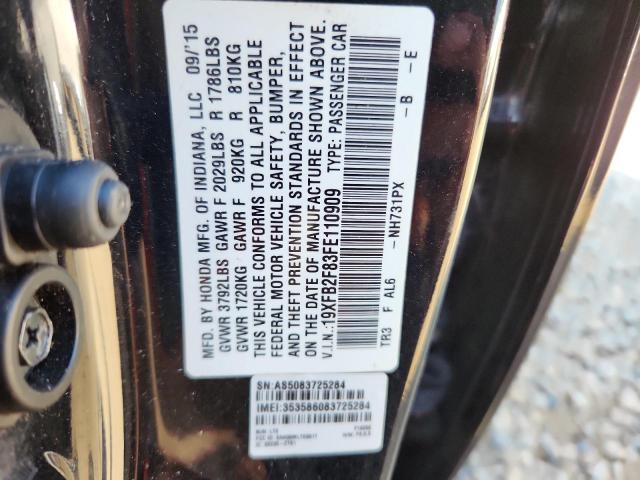 MFD. BY HONDA MFG. OF INDIANA, LLC 09/'15
GVWR 3792LBS GAWR F 2029LBS R 1786LBS
GVWR 1720KG GAWR F 920KG R 810KG
THIS VEHICLE CONFORMS TO ALL APPLICABLE
FEDERAL MOTOR VEHICLE SAFETY, BUMPER,
AND THEFT PREVENTION STANDARDS IN EFFECT
ON THE DATE OF MANUFACTURE SHOWN ABOVE.
V.I.N.:19XFB2F83FE110909 TYPE: PASSENGER CAR
TR3 F AL6 -NH731PX -B -E
SN: AS5083725284
IMEI: 353586083725284